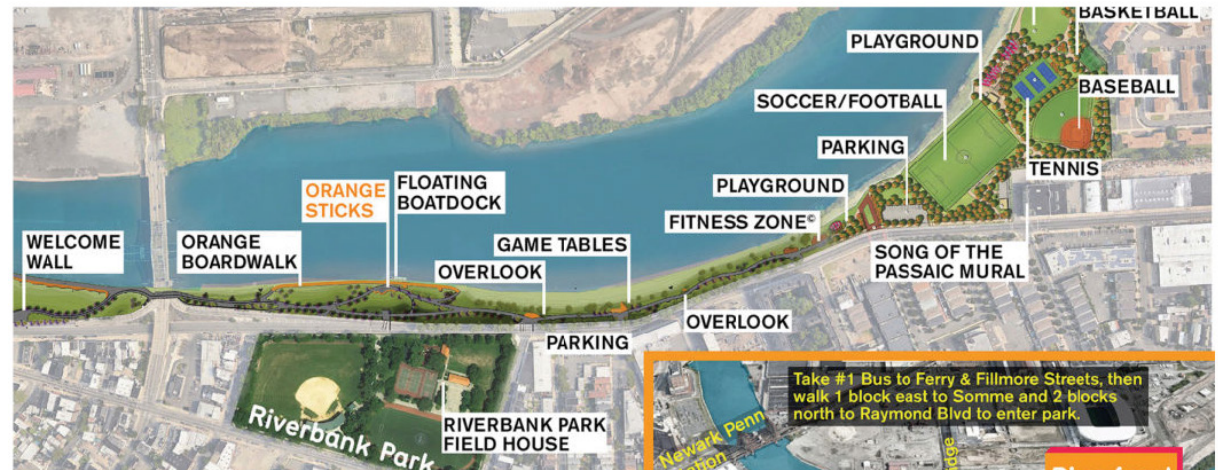 BASKETBALL
PLAYGROUND
BASEBALL
SOCCER/FOOTBALL
PARKING
TENNIS
ORANGE
STICKS
FLOATING
BOATDOCK
PLAYGROUND
FITNESS ZONE©
WELCOME
WALL
ORANGE
BOARDWALK
GAME TABLES
OVERLOOK
SONG OF THE
PASSAIC MURAL
OVERLOOK
PARKING
Riverbank Park
RIVERBANK PARK
FIELD HOUSE
Take #1 Bus to Ferry & Fillmore Streets, then
walk 1 block east to Somme and 2 blocks
north to Raymond Blvd to enter park.
Newark Penn